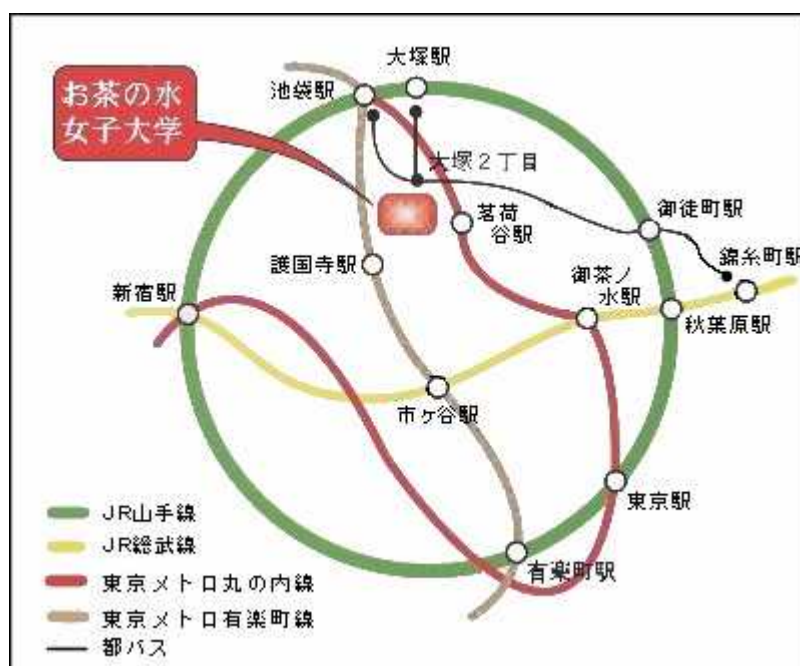 大塚駅
池袋駅
お茶の水
女子大学
大塚２丁目
茗荷
谷駅
御徒町駅
錦糸町駅
護国寺駅
御茶ノ
水駅
新宿駅
秋葉原駅
市ヶ谷駅
東京駅
有楽町駅
JR山手線
JR総武線
東京メトロ丸の内線
東京メトロ有楽町線
都バス